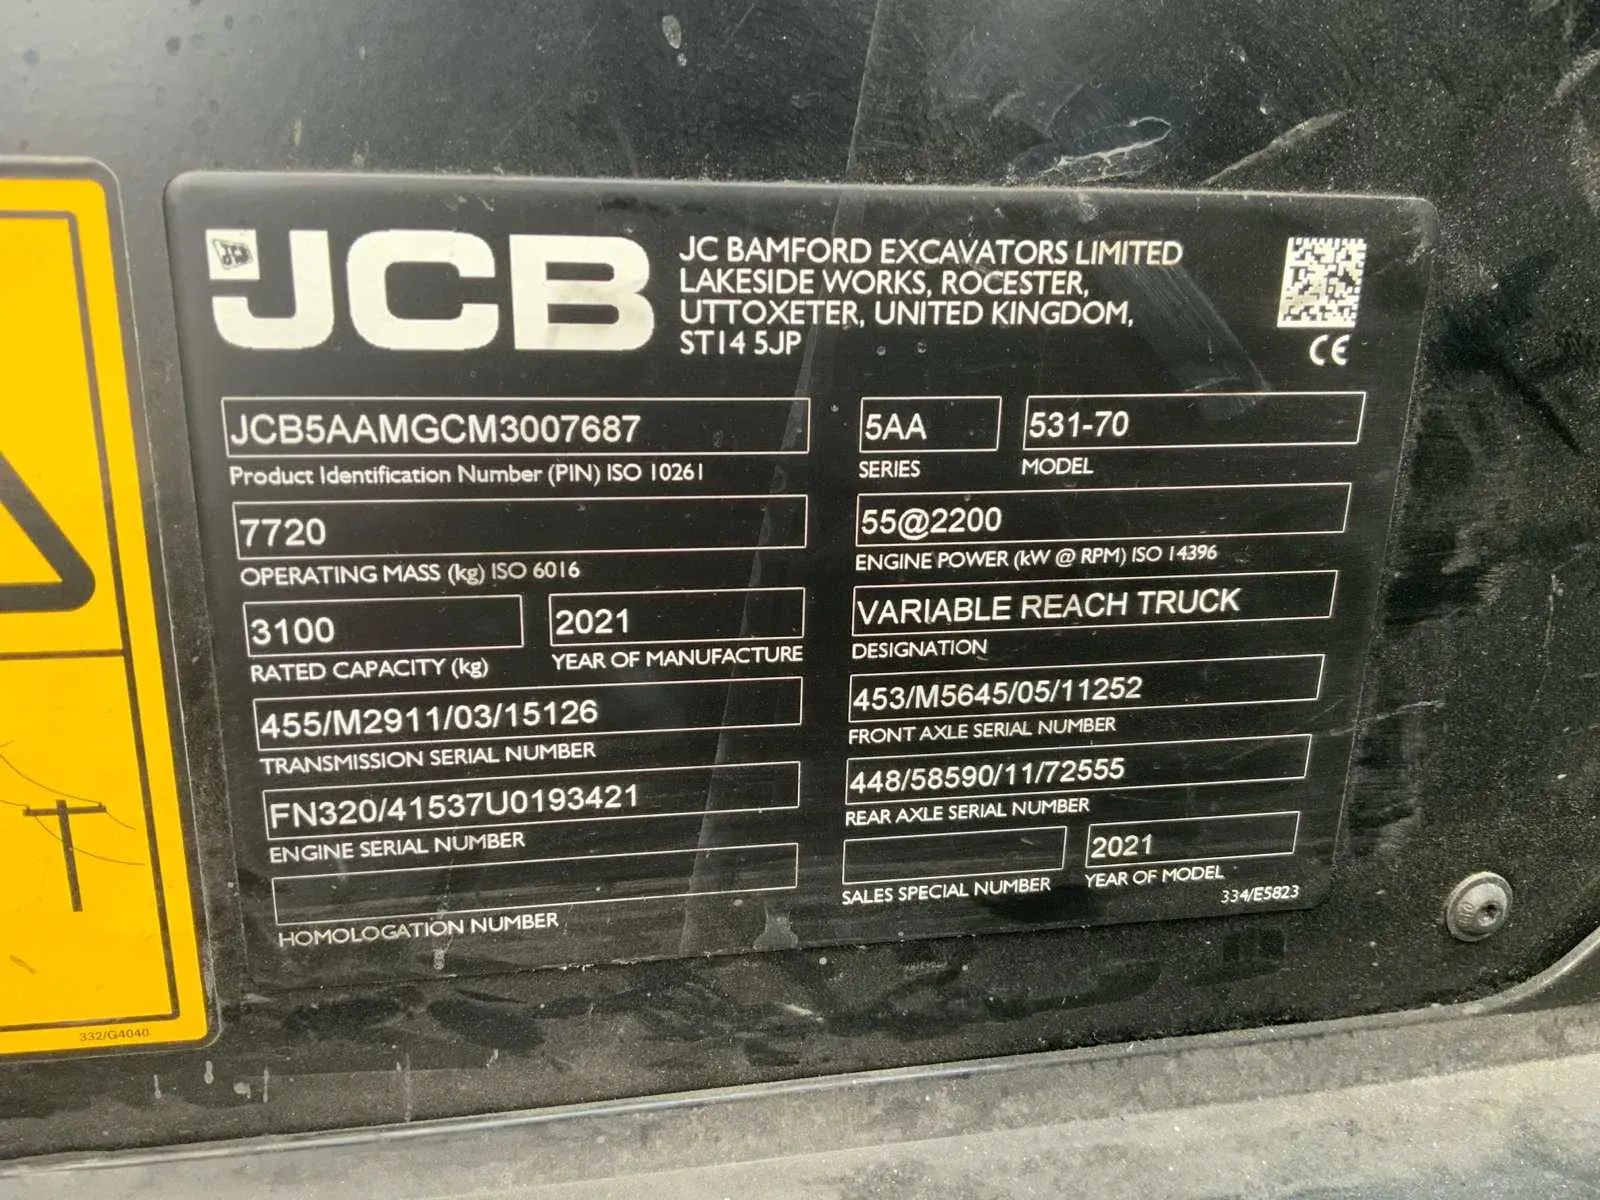 JCB
JC BAMFORD EXCAVATORS LIMITED
LAKESIDE WORKS, ROCESTER,
UTTOXETER, UNITED KINGDOM,
ST14 5JP
CE
JCB5AAMGCM3007687
Product Identification Number (PIN) ISO 10261
5AA
SERIES
531-70
MODEL
7720
OPERATING MASS (kg) ISO 6016
55@2200
ENGINE POWER (kW @ RPM) ISO 14396
3100
RATED CAPACITY (kg)
2021
YEAR OF MANUFACTURE
VARIABLE REACH TRUCK
DESIGNATION
455/M2911/03/15126
TRANSMISSION SERIAL NUMBER
453/M5645/05/11252
FRONT AXLE SERIAL NUMBER
FN320/41537U0193421
ENGINE SERIAL NUMBER
448/58590/11/72555
REAR AXLE SERIAL NUMBER
HOMOLOGATION NUMBER
SALES SPECIAL NUMBER
2021
YEAR OF MODEL
334/E5823
332/G4040